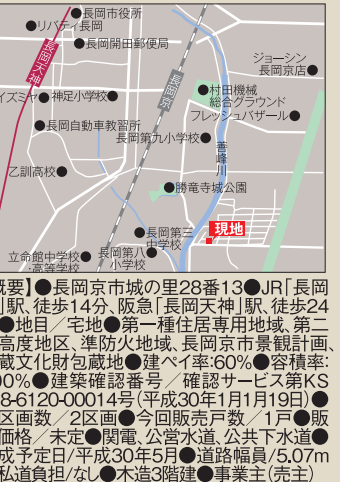 ●長岡京市役所
●リバティ長岡
●長岡開田郵便局
長岡天神
ジョーシン
長岡京店●
長岡京
イズミヤ●
神足小学校●
●村田機械
総合グラウンド
フレッシュバザール●
●長岡自動車教習所
長岡第九小学校●
善峰川
乙訓高校●
●勝竜寺城公園
●長岡第三
中学校
現地
立命館中学校●
・高等学校
長岡第八●
小学校
概要】●長岡京市城の里28番13●JR「長岡
」駅、徒歩14分、阪急「長岡天神」駅、徒歩24
●地目／宅地●第一種住居専用地域、第二
高度地区、準防火地域、長岡京市景観計画、
蔵文化財包蔵地●建ぺい率:60%●容積率:
00%●建築確認番号／確認サービス第KS
8-6120-00014号(平成30年1月19日)●
区画数／2区画●今回販売戸数／1戸●販
価格／未定●関電、公営水道、公共下水道●
成予定日/平成30年5月●道路幅員/5.07m
私道負担/なし●木造3階建●事業主(売主)